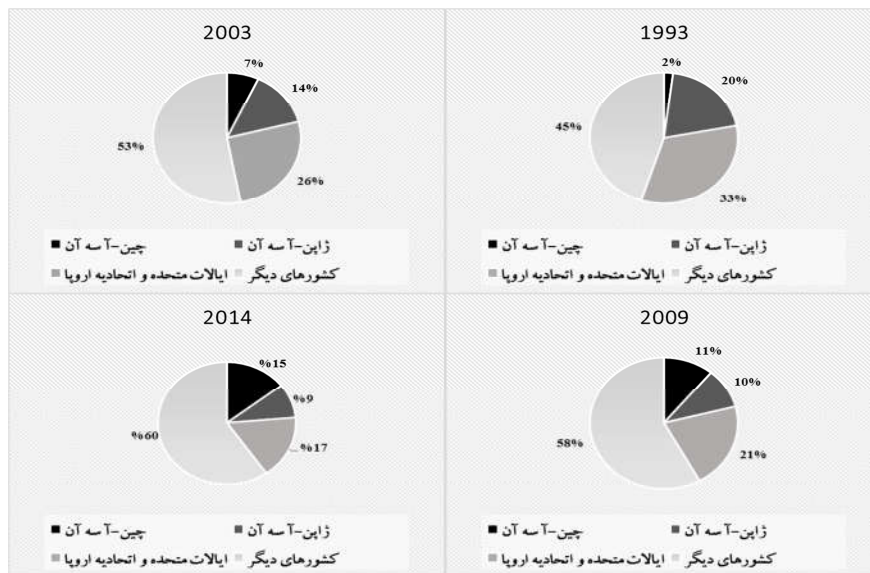 2003
7%
14%
53%
26%
چین-آ سه آن ژاپن-آ سه آن
ایالات متحده و اتحادیه اروپا کشورهای دیگر
1993
2%
20%
45%
33%
چین-آ سه آن ژاپن-آ سه آن
ایالات متحده و اتحادیه اروپا کشورهای دیگر
2014
%15
%9
%60
%17
چین-آ سه آن ژاپن-آ سه آن
ایالات متحده و اتحادیه اروپا کشورهای دیگر
2009
11%
10%
58%
21%
چین-آ سه آن ژاپن-آ سه آن
ایالات متحده و اتحادیه اروپا کشورهای دیگر